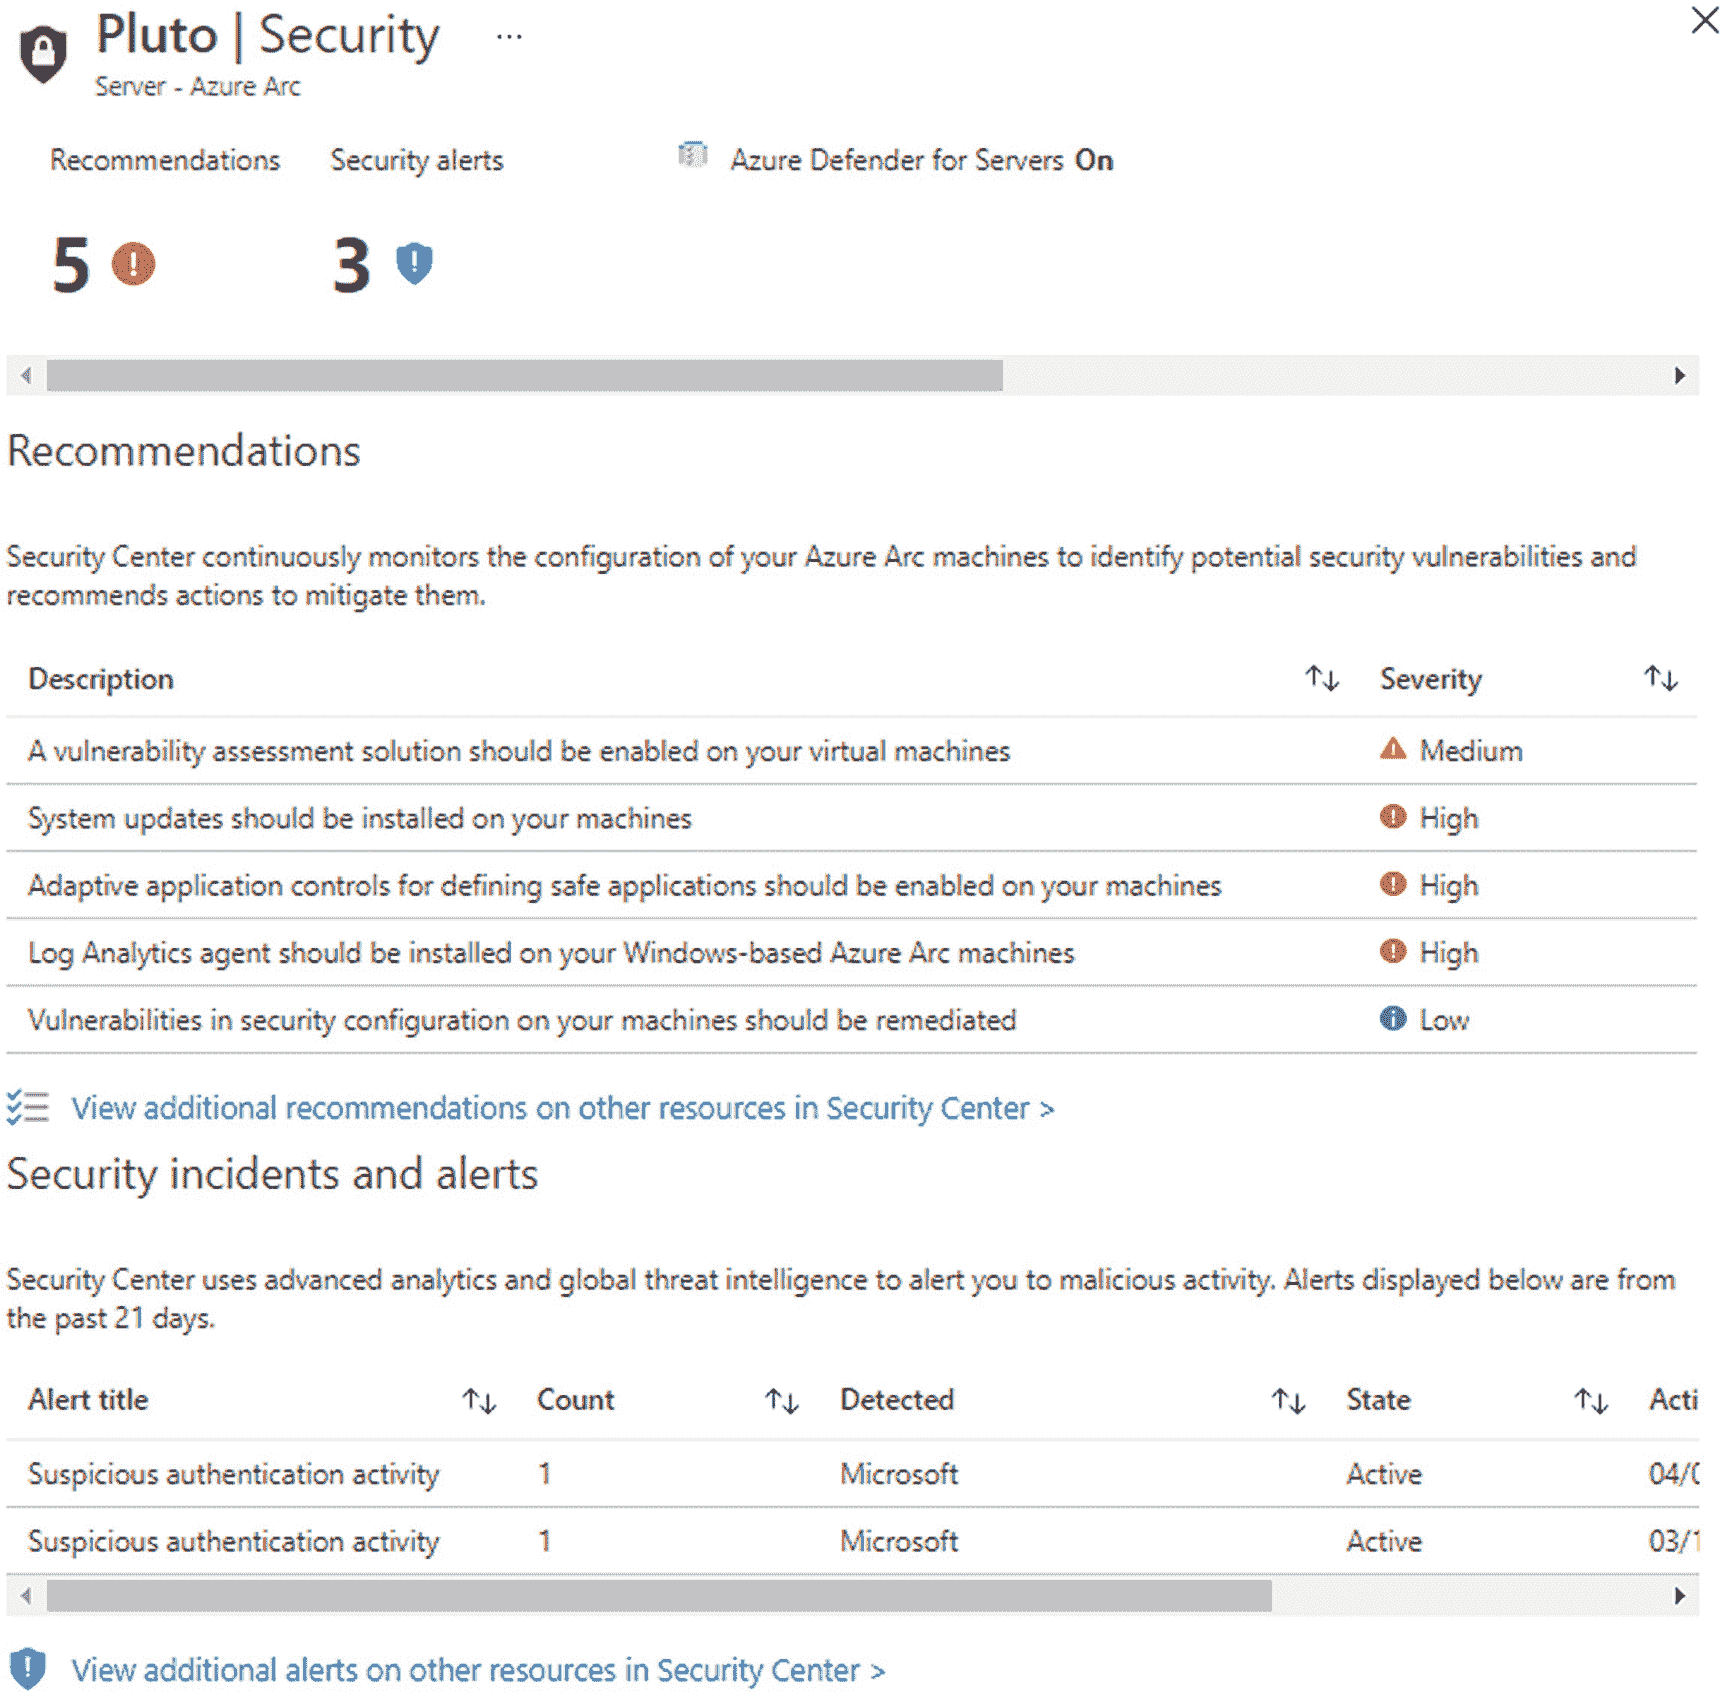 Pluto | Security ...
Server - Azure Arc
Recommendations Security alerts Azure Defender for Servers On
5 3
Recommendations
Security Center continuously monitors the configuration of your Azure Arc machines to identify potential security vulnerabilities and
recommends actions to mitigate them.
Description Severity
A vulnerability assessment solution should be enabled on your virtual machines Medium
System updates should be installed on your machines High
Adaptive application controls for defining safe applications should be enabled on your machines High
Log Analytics agent should be installed on your Windows-based Azure Arc machines High
Vulnerabilities in security configuration on your machines should be remediated Low
View additional recommendations on other resources in Security Center >
Security incidents and alerts
Security Center uses advanced analytics and global threat intelligence to alert you to malicious activity. Alerts displayed below are from
the past 21 days.
Alert title Count Detected State Acti
Suspicious authentication activity 1 Microsoft Active 04/
Suspicious authentication activity 1 Microsoft Active 03/1
View additional alerts on other resources in Security Center >